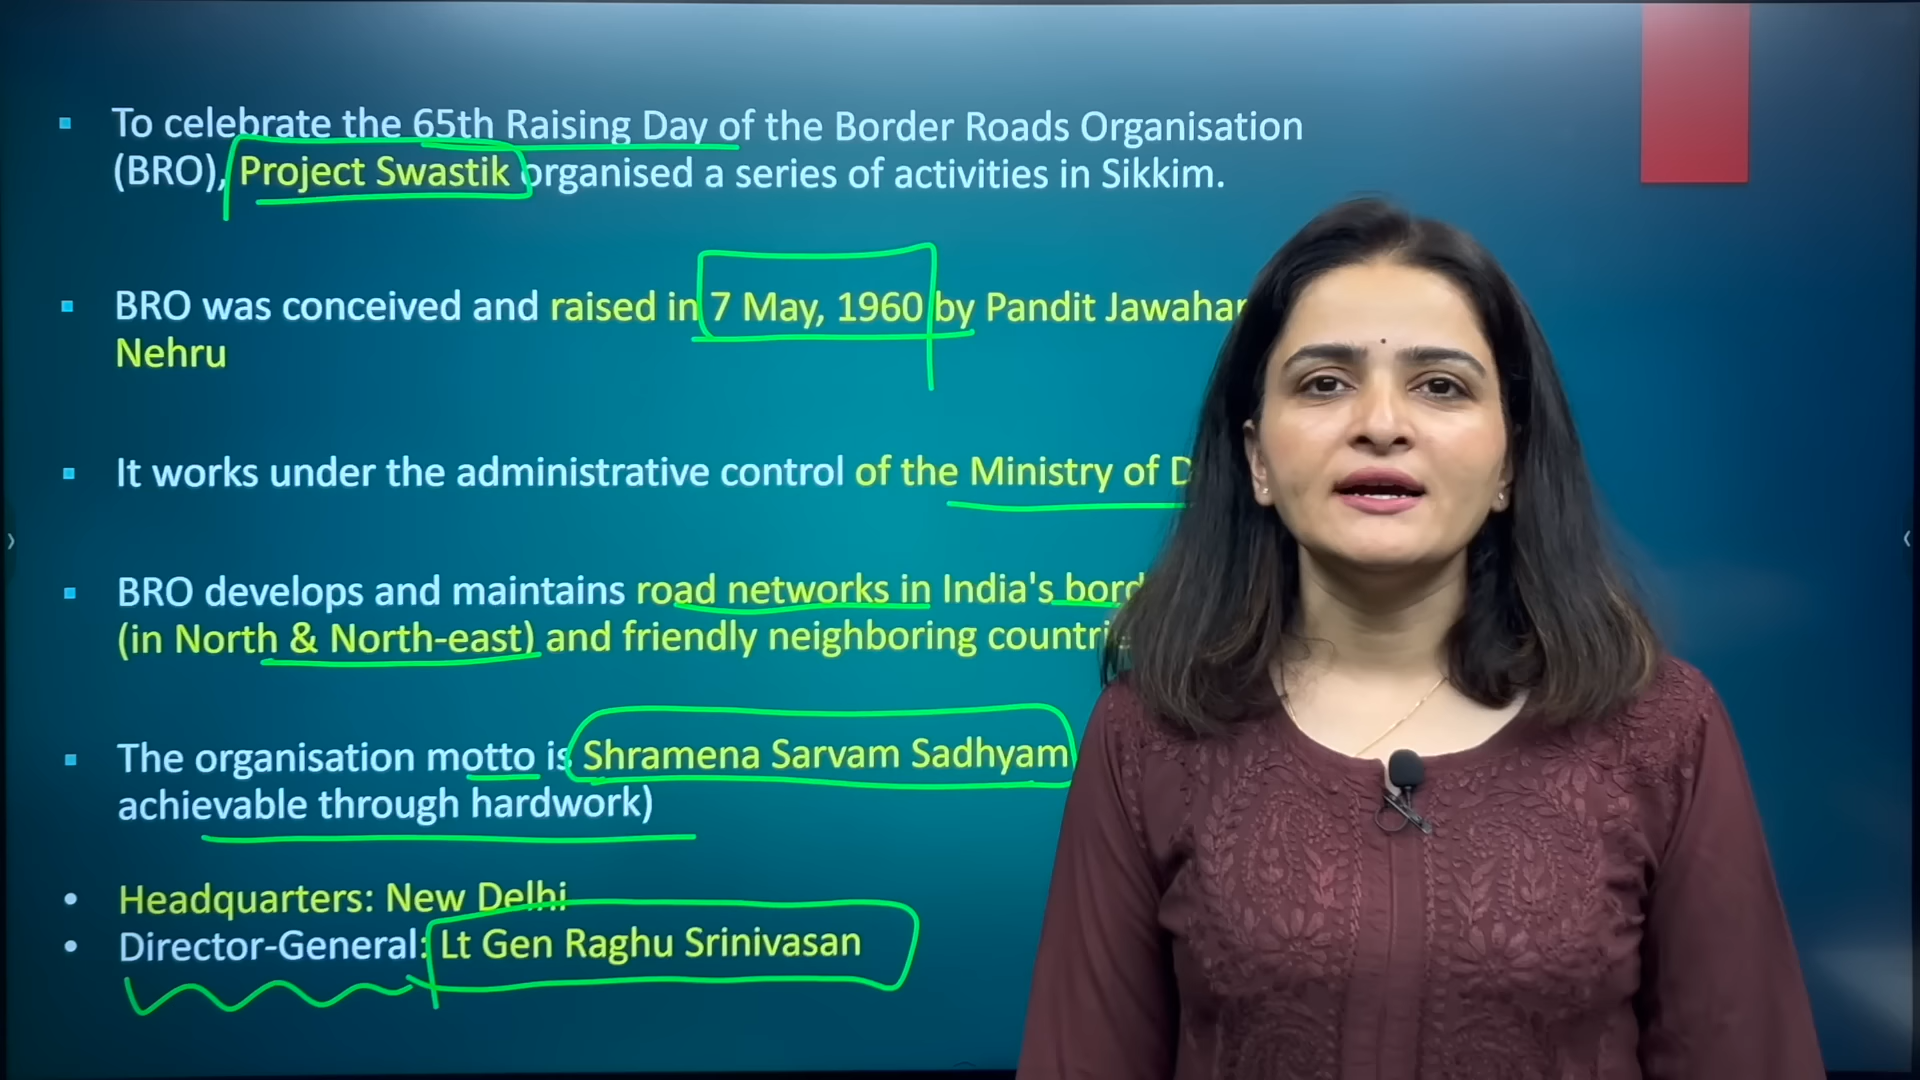 To celebrate the 65th Raising Day of the Border Roads Organisation
(BRO), Project Swastik organised a series of activities in Sikkim.
BRO was conceived and raised in 7 May, 1960 by Pandit Jawahar
Nehru
It works under the administrative control of the Ministry of
BRO develops and maintains road networks in India's
(in North & North-east) and friendly neighboring
The organisation motto is Shramena Sarvam Sadhyam
achievable through hardwork)
Headquarters: New Delhi
Director-General: Lt Gen Raghu Srinivasan